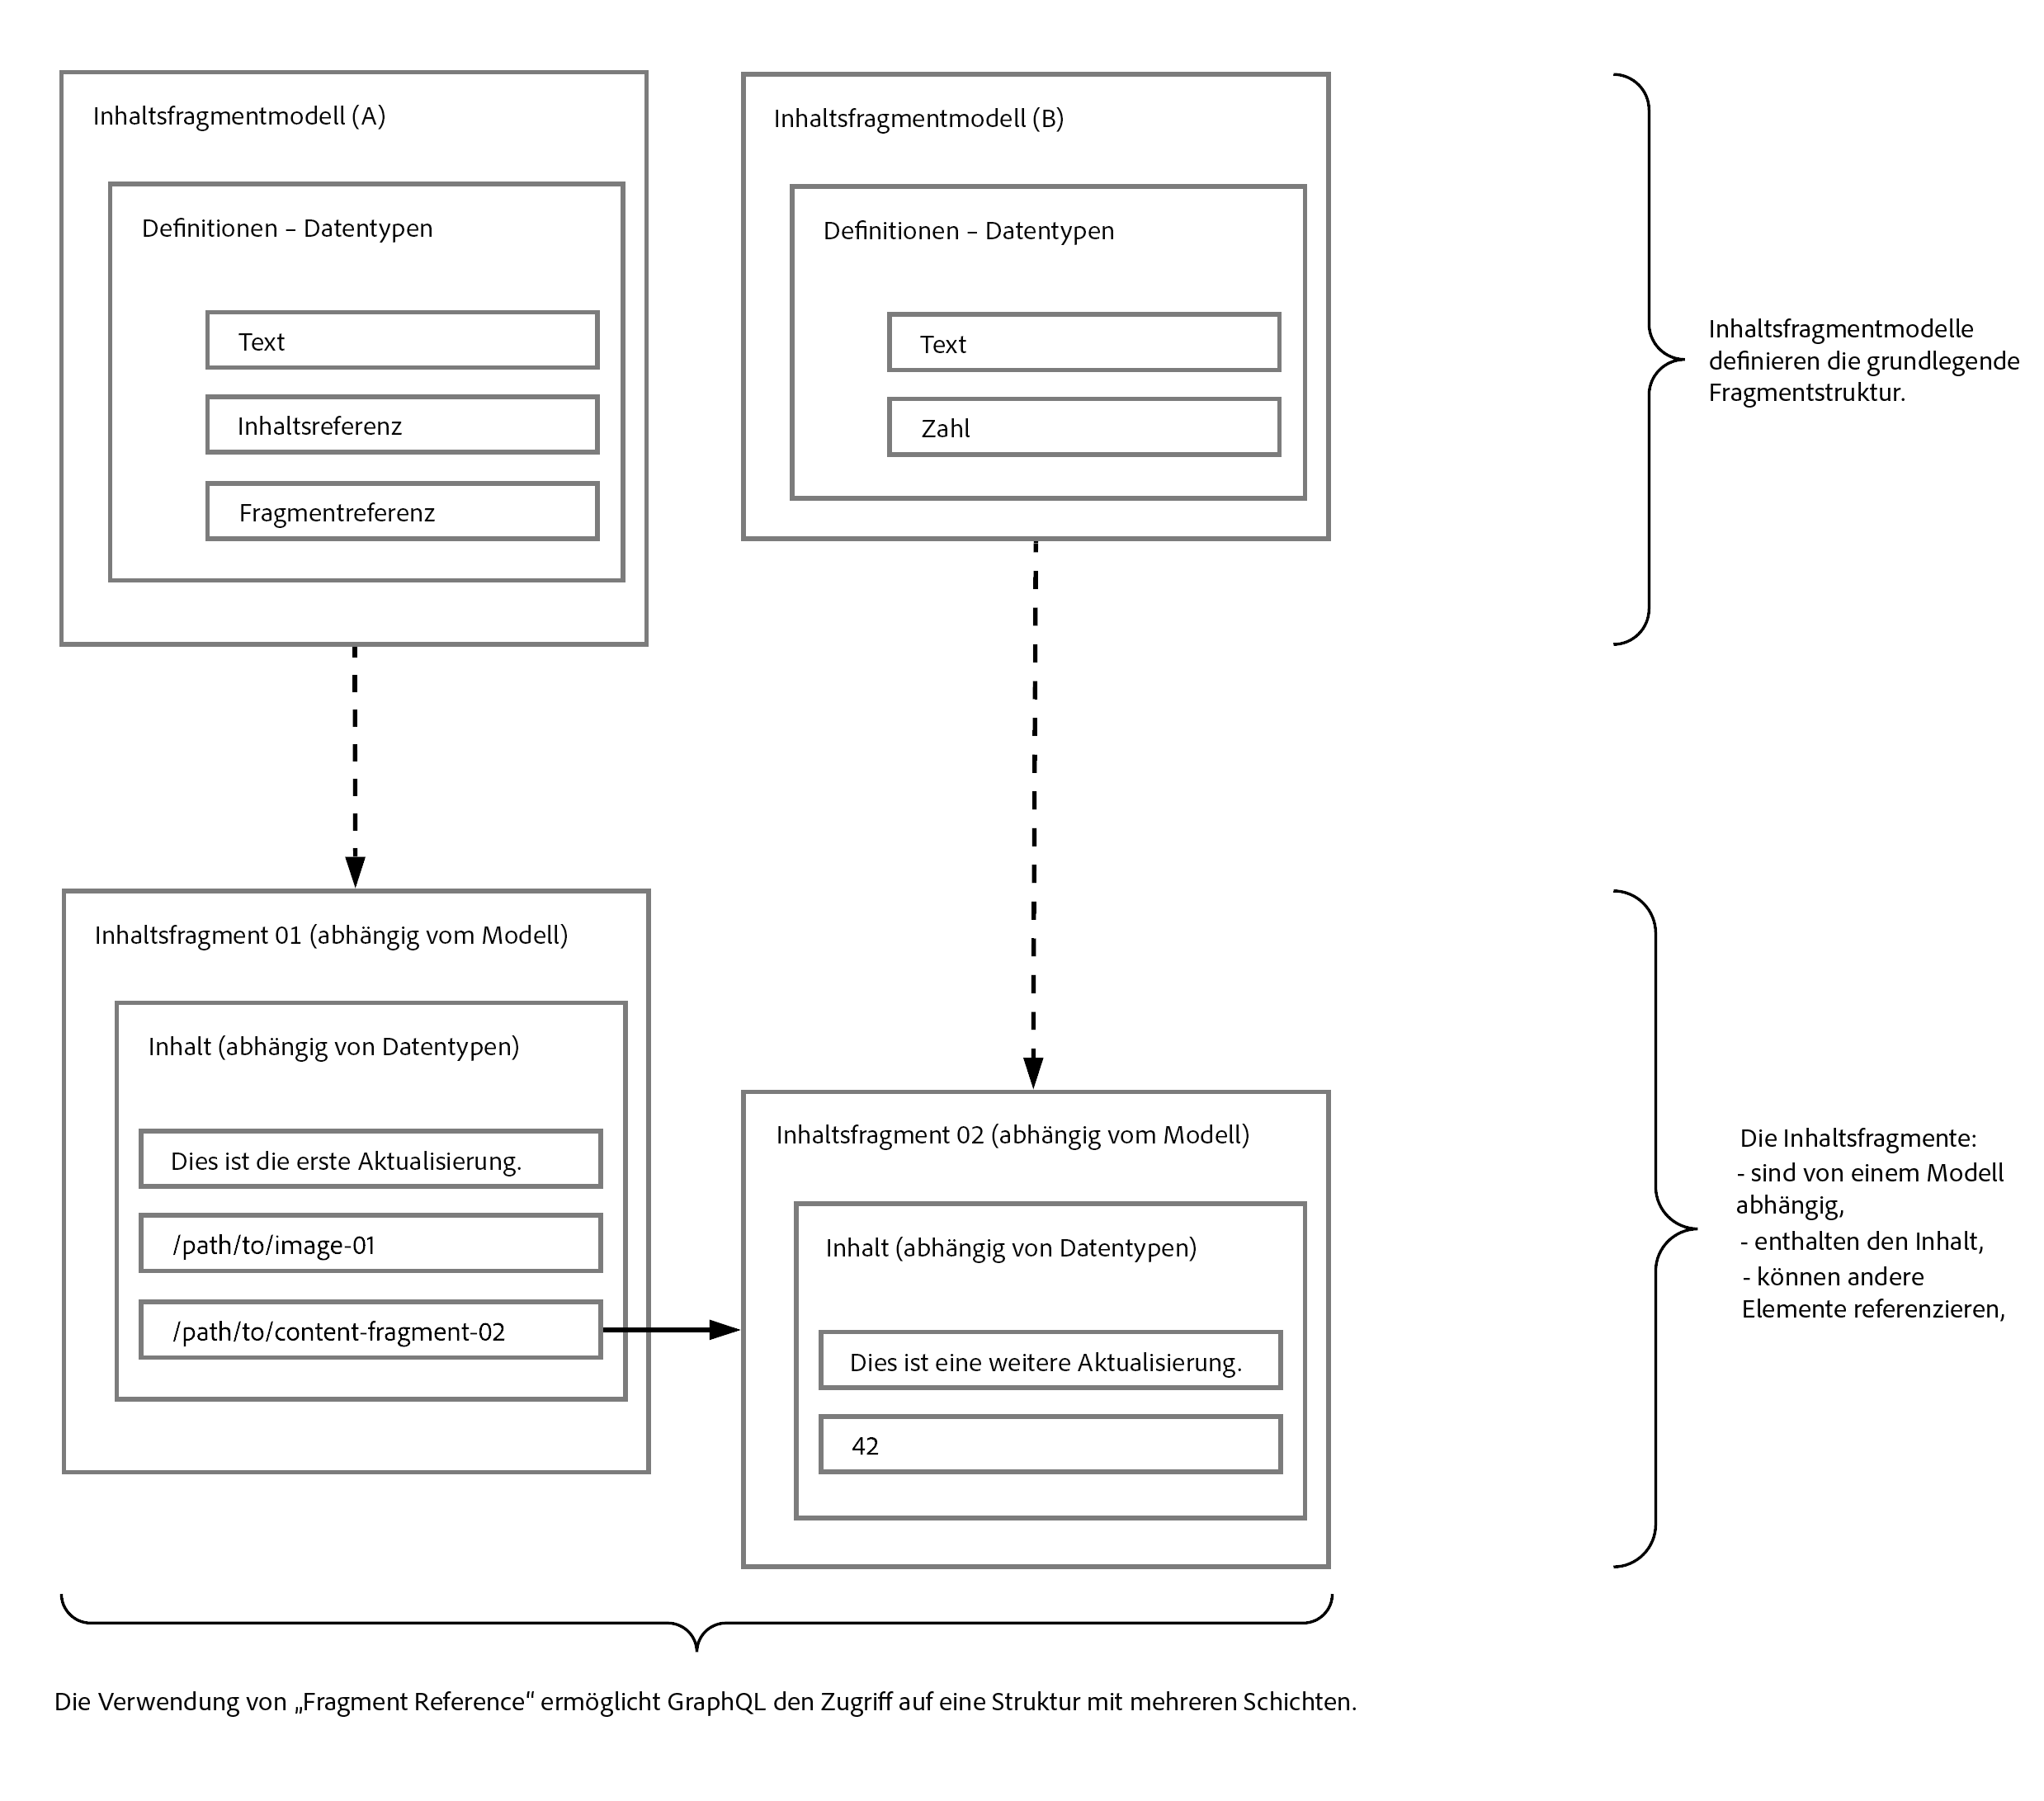 Inhaltsfragmentmodell (A)
Definitionen – Datentypen
Text
Inhaltsreferenz
Fragmentreferenz
Inhaltsfragmentmodell (B)
Definitionen – Datentypen
Text
Zahl
Inhaltsfragmentmodelle
definieren die grundlegende
Fragmentstruktur.
Inhaltsfragment 01 (abhängig vom Modell)
Inhalt (abhängig von Datentypen)
Dies ist die erste Aktualisierung.
/path/to/image-01
/path/to/content-fragment-02
Inhaltsfragment 02 (abhängig vom Modell)
Inhalt (abhängig von Datentypen)
Dies ist eine weitere Aktualisierung.
42
Die Inhaltsfragmente:
- sind von einem Modell
abhängig,
- enthalten den Inhalt,
- können andere
Elemente referenzieren,
Die Verwendung von „Fragment Reference“ ermöglicht GraphQL den Zugriff auf eine Struktur mit mehreren Schichten.